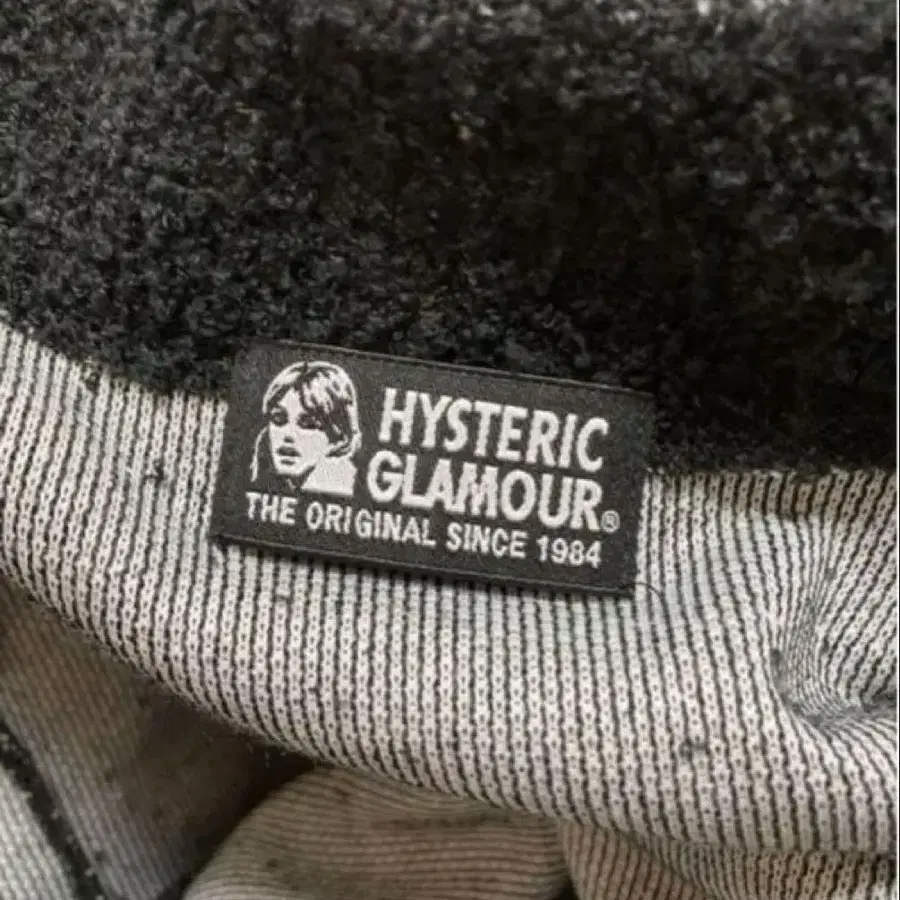 HYSTERIC
GLAMOUR®
THE ORIGINAL SINCE 1984